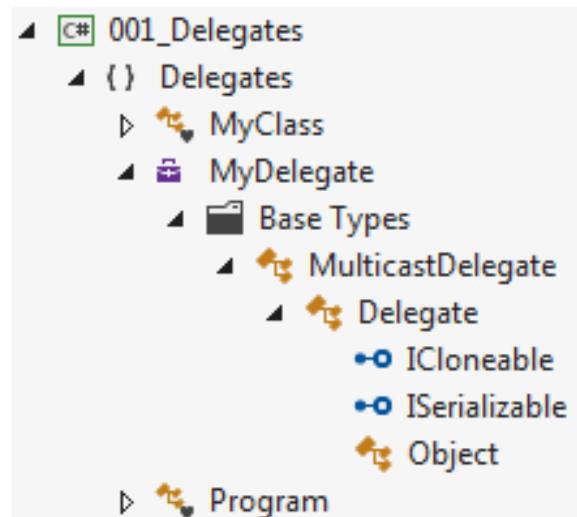 C# 001_Delegates
{ } Delegates
MyClass
MyDelegate
Base Types
MulticastDelegate
Delegate
ICloneable
ISerializable
Object
Program